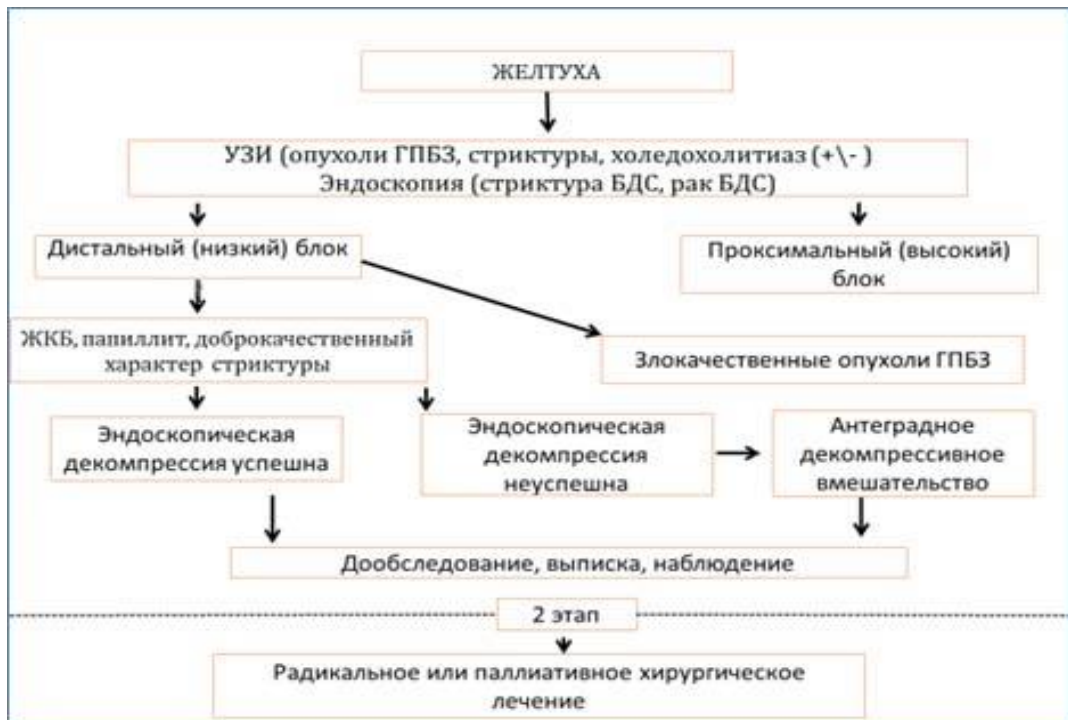 ЖЕЛТУХА
УЗИ (опухоли ГПБЗ, стриктуры, холедохолитиаз (+\- )
Эндоскопия (стриктура БДС, рак БДС)
Дистальный (низкий) блок
Проксимальный (высокий)
блок
ЖКБ, папиллит, доброкачественный
характер стриктуры
Злокачественные опухоли ГПБЗ
Эндоскопическая
декомпрессия успешна
Эндоскопическая
декомпрессия
неуспешна
Антеградное
декомпрессивное
вмешательство
Дообследование, выписка, наблюдение
2 этап
Радикальное или паллиативное хирургическое
лечение